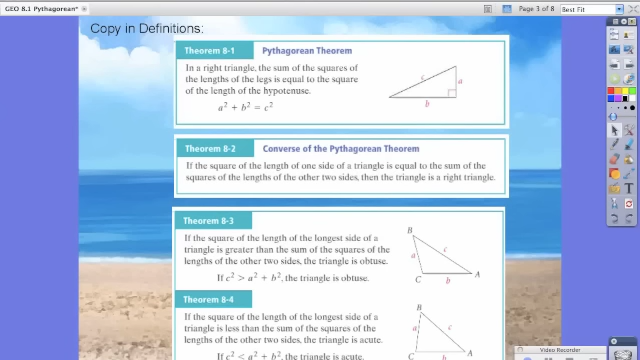 GEO 8.1 Pythagorean*
Page 3 of 8
Best Fit
Copy in Definitions:
Theorem 8-1 Pythagorean Theorem
In a right triangle, the sum of the squares of
the lengths of the legs is equal to the square
of the length of the hypotenuse.
a² + b² = c²
c
a
b
Theorem 8-2 Converse of the Pythagorean Theorem
If the square of the length of one side of a triangle is equal to the sum of the
squares of the lengths of the other two sides, then the triangle is a right triangle.
Theorem 8-3
If the square of the length of the longest side of a
triangle is greater than the sum of the squares of the
lengths of the other two sides, the triangle is obtuse.
If c² > a² + b², the triangle is obtuse.
B
a
c
C
b
A
Theorem 8-4
If the square of the length of the longest side of a
triangle is less than the sum of the squares of the
lengths of the other two sides, the triangle is acute.
If c² < a² + b², the triangle is acute.
B
a
c
C
b
A
Video Recorder